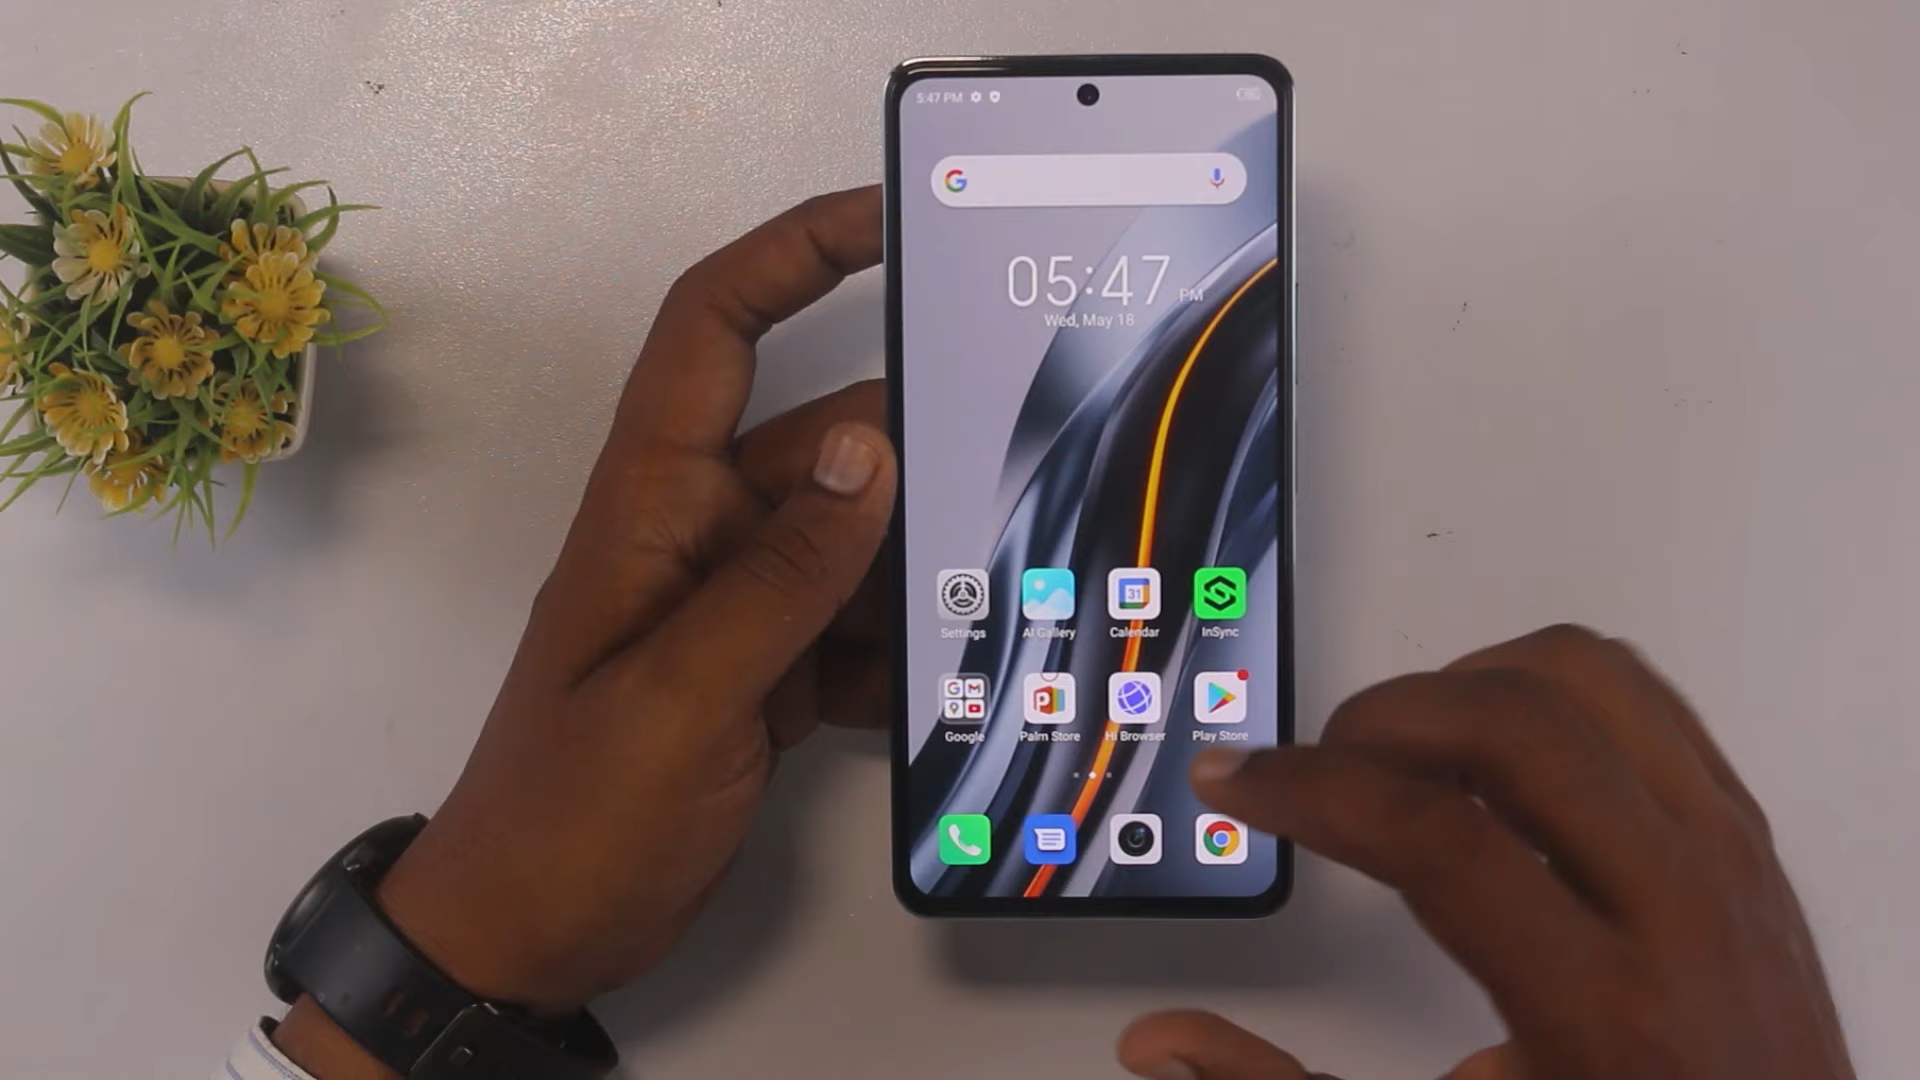 5:47 PM
05:47 PM
Wed, May 18
Settings
AI Gallery
Calendar
InSync
31
Google
Palm Store
Hi Browser
Play Store